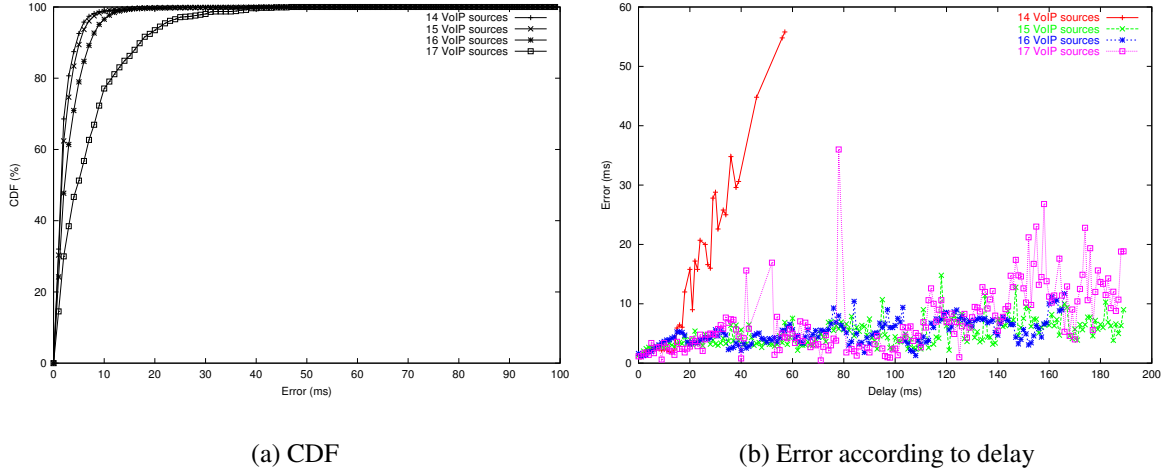 100
80
60
40
20
0
CDF (%)
0 10 20 30 40 50 60 70 80 90 100
Error (ms)
14 VoIP sources
15 VoIP sources
16 VoIP sources
17 VoIP sources
(a) CDF
60
50
40
30
20
10
0
Error (ms)
0 20 40 60 80 100 120 140 160 180 200
Delay (ms)
14 VoIP sources
15 VoIP sources
16 VoIP sources
17 VoIP sources
(b) Error according to delay